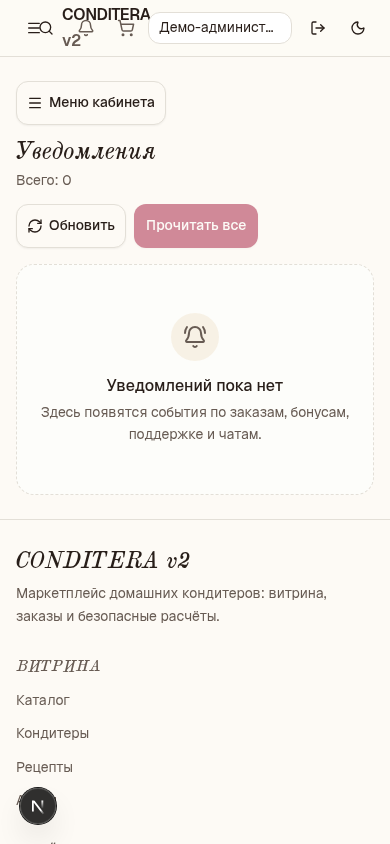 CONDITERA
v2
Демо-админист...
Меню кабинета
Уведомления
Всего: 0
Обновить
Прочитать все
Уведомлений пока нет
Здесь появятся события по заказам, бонусам,
поддержке и чатам.
CONDITERA v2
Маркетплейс домашних кондитеров: витрина,
заказы и безопасные расчёты.
ВИТРИНА
Каталог
Кондитеры
Рецепты
N